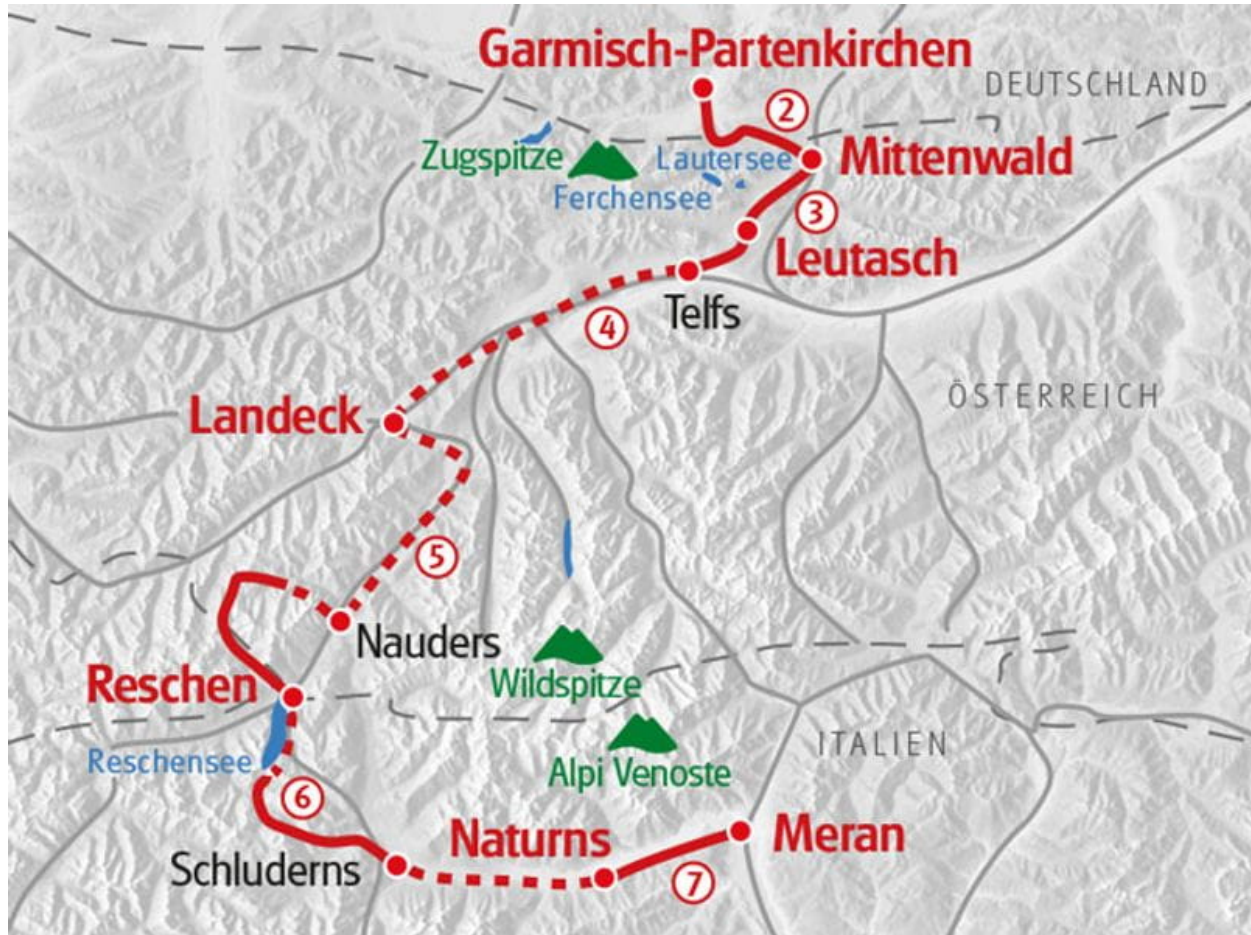 Garmisch-Partenkirchen
DEUTSCHLAND
2
Zugspitze
Lautersee
Mittenwald
Ferchensee
3
Leutasch
Telfs
4
ÖSTERREICH
Landeck
5
Nauders
Reschen
Wildspitze
Reschensee
ITALIEN
Alpi Venoste
6
Naturns
Meran
Schluderns
7